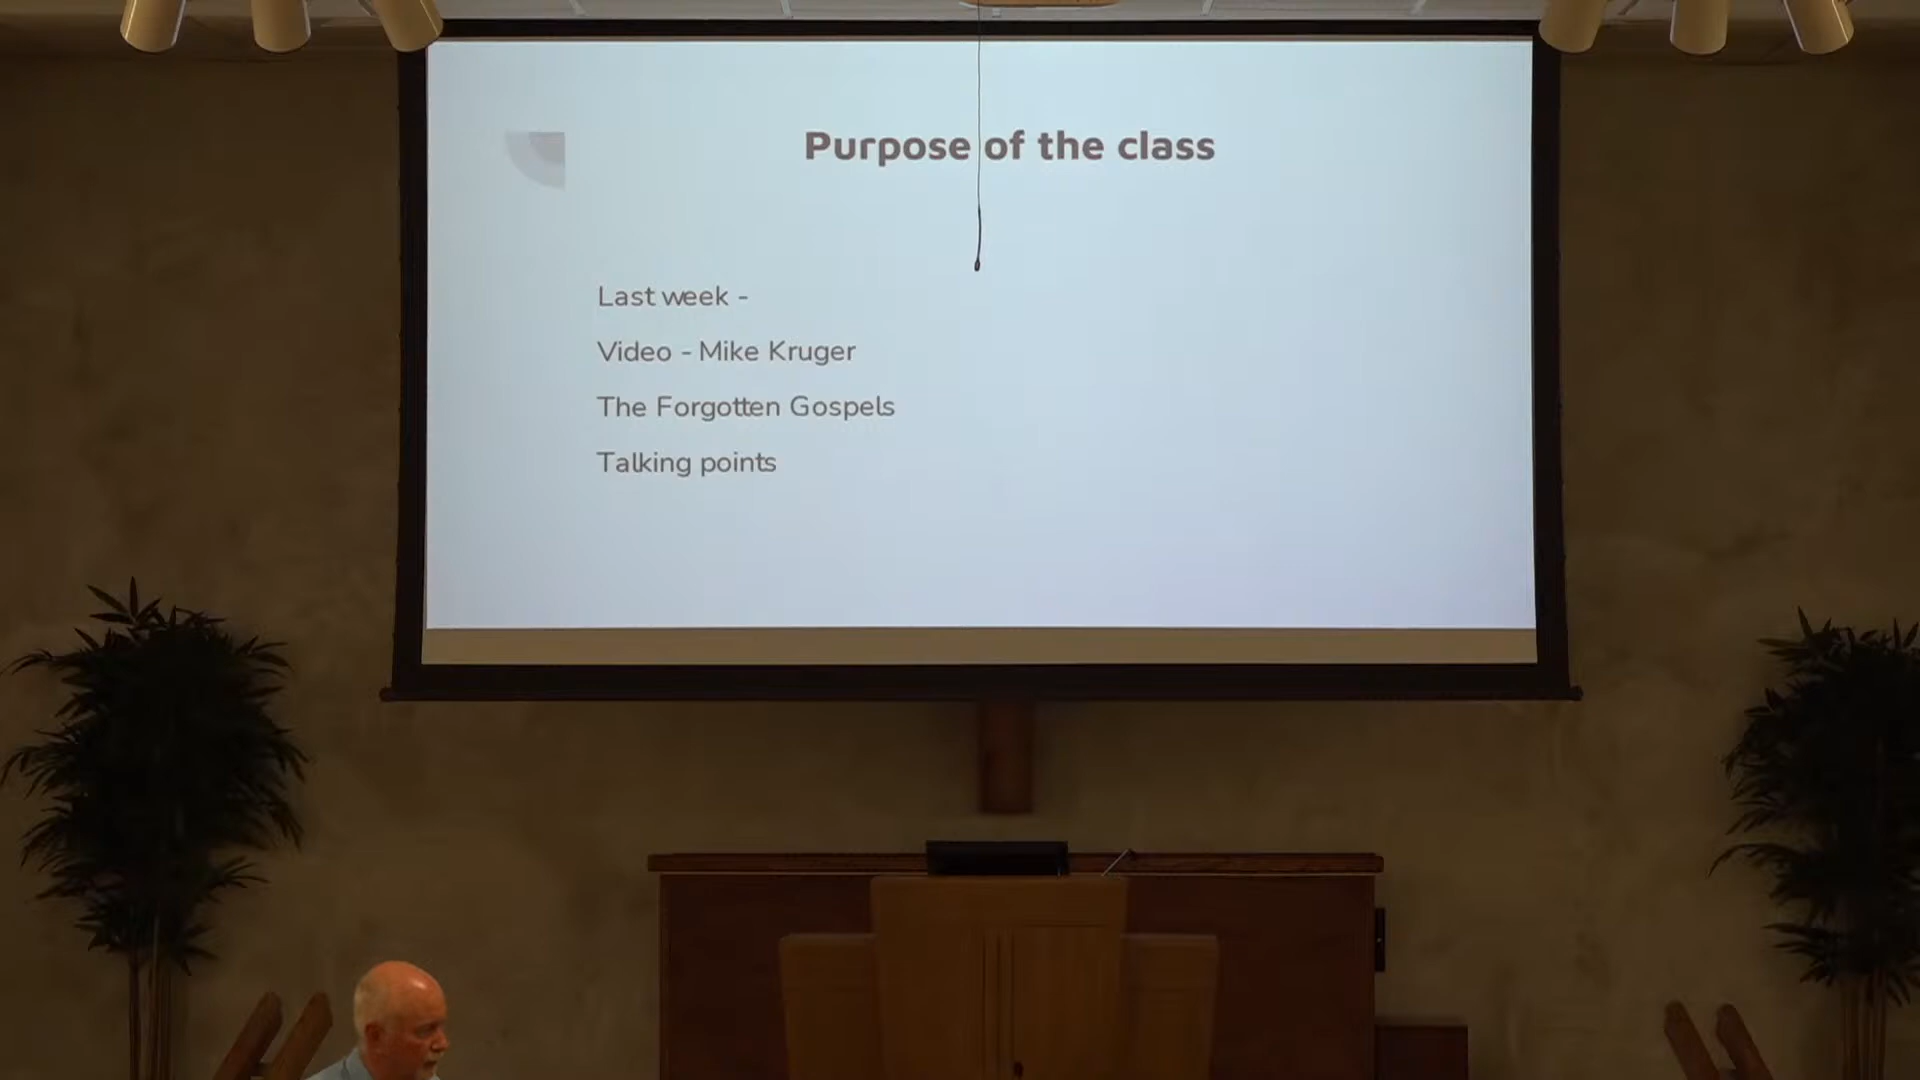 Purpose of the class
Last week -
Video - Mike Kruger
The Forgotten Gospels
Talking points